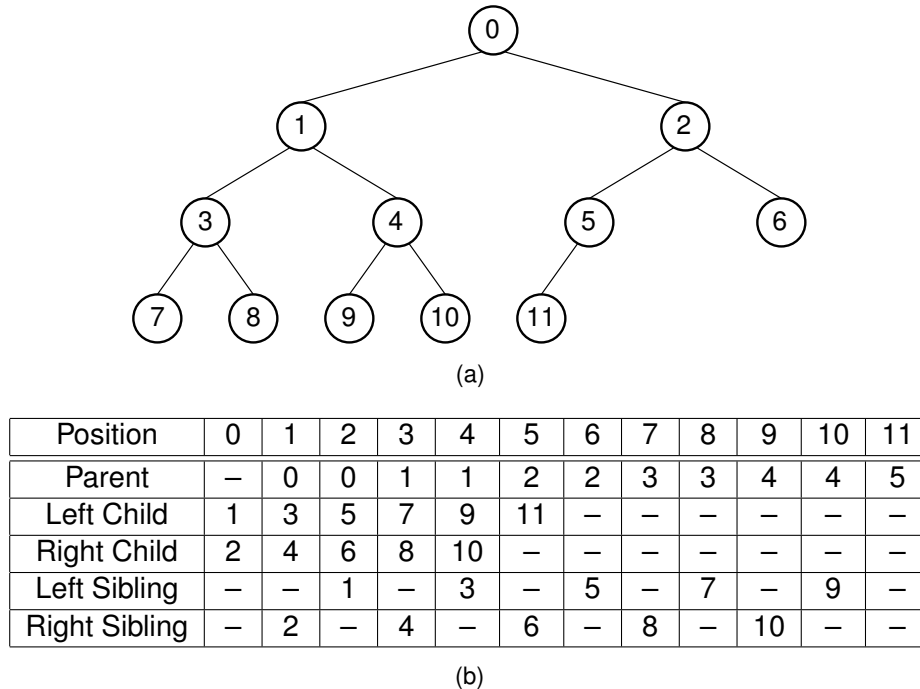 0
1 2
3 4 5 6
7 8 9 10 11
(a)
Position 0 1 2 3 4 5 6 7 8 9 10 11
Parent – 0 0 1 1 2 2 3 3 4 4 5
Left Child 1 3 5 7 9 11 – – – – – –
Right Child 2 4 6 8 10 – – – – – – –
Left Sibling – – 1 – 3 – 5 – 7 – 9 –
Right Sibling – 2 – 4 – 6 – 8 – 10 – –
(b)